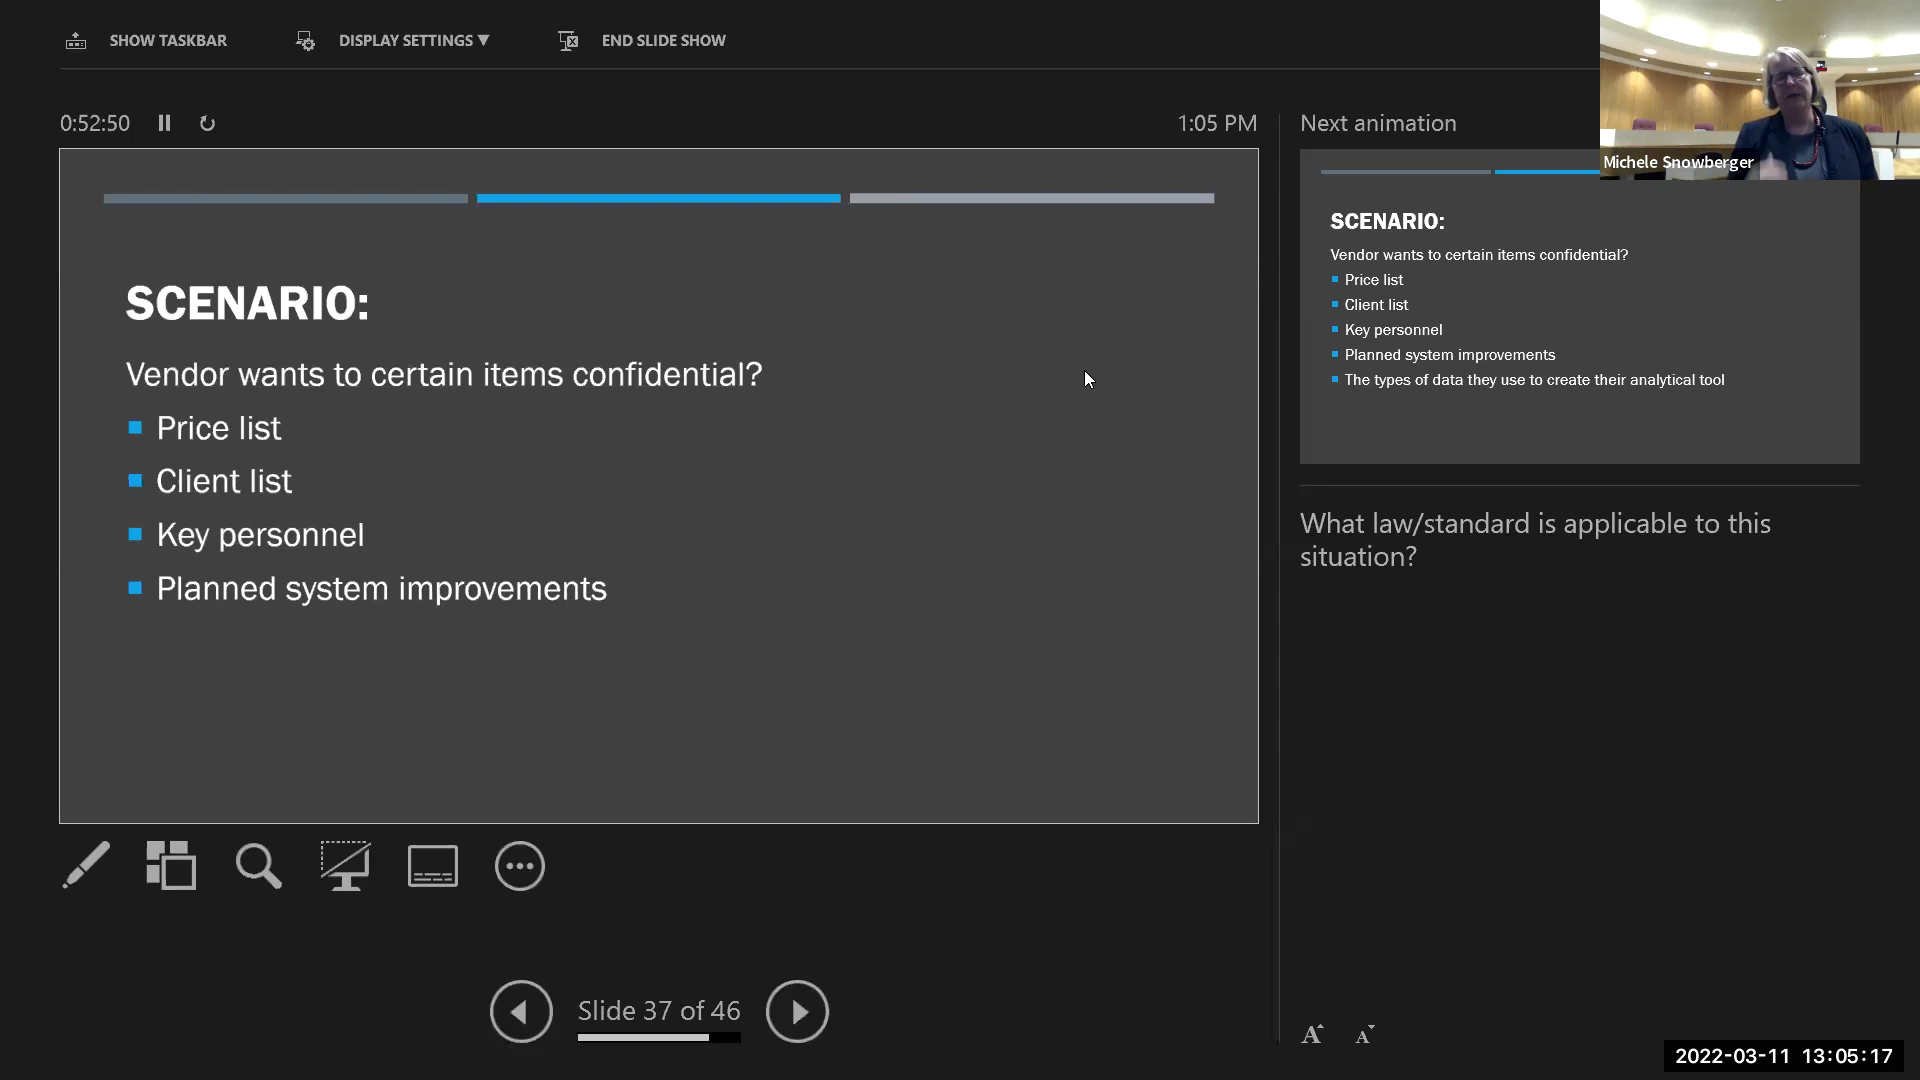 SHOW TASKBAR
DISPLAY SETTINGS ▼
END SLIDE SHOW
0:52:50
1:05 PM
Next animation
Michele Snowberger
SCENARIO:
Vendor wants to certain items confidential?
Price list
Client list
Key personnel
Planned system improvements
SCENARIO:
Vendor wants to certain items confidential?
Price list
Client list
Key personnel
Planned system improvements
The types of data they use to create their analytical tool
What law/standard is applicable to this
situation?
Slide 37 of 46
A A
2022-03-11 13:05:17